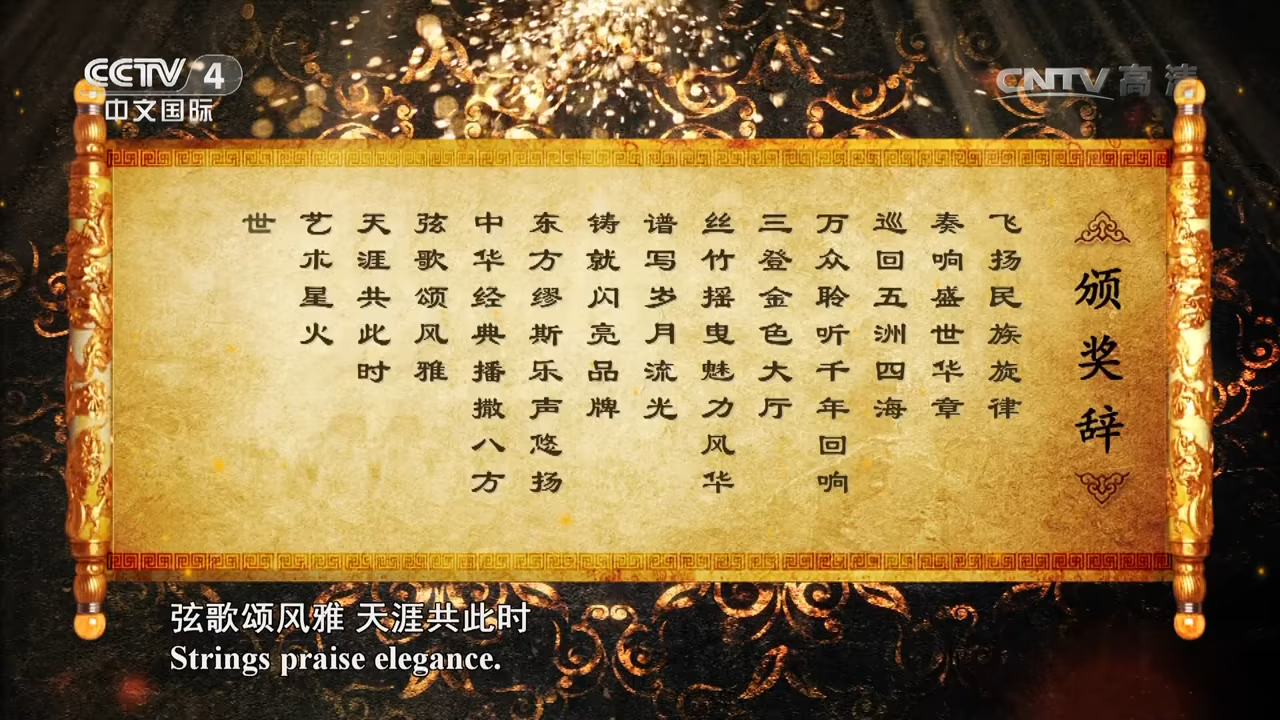 CCTV 4
中文国际
CNTV 高清
颁奖辞
飞扬民族旋律
奏响盛世华章
巡回五洲四海
万众聆听千年回响
三登金色大厅
丝竹摇曳魅力风华
谱写岁月流光
铸就闪亮品牌
东方缪斯乐声悠扬
中华经典播撒八方
弦歌颂风雅
天涯共此时
艺术星火
世
弦歌颂风雅 天涯共此时
Strings praise elegance.